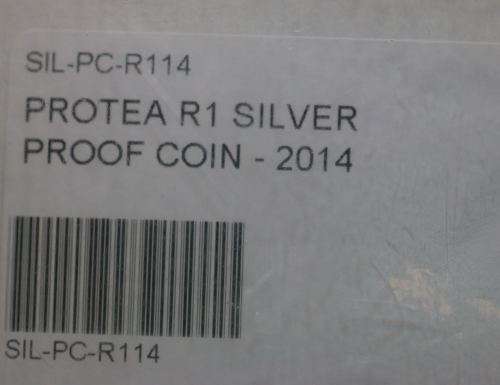 SIL-PC-R114
PROTEA R1 SILVER
PROOF COIN - 2014
SIL-PC-R114